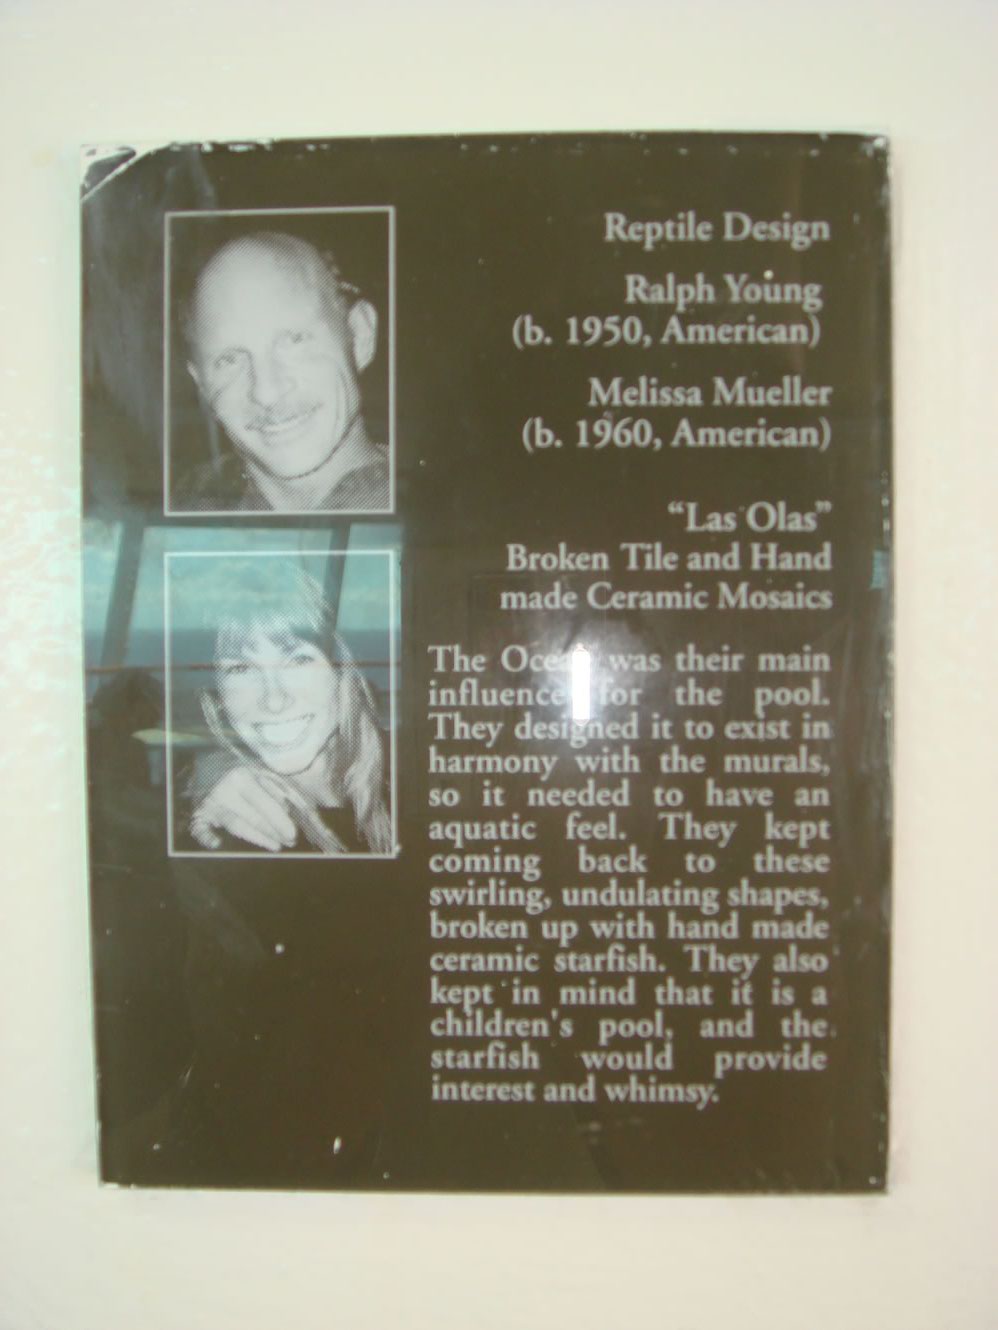 Reptile Design
Ralph Young
(b. 1950, American)
Melissa Mueller
(b. 1960, American)
“Las Olas”
Broken Tile and Hand
made Ceramic Mosaics
The Ocean was their main
influence for the pool.
They designed it to exist in
harmony with the murals,
so it needed to have an
aquatic feel. They kept
coming back to these
swirling, undulating shapes,
broken up with hand made
ceramic starfish. They also
kept in mind that it is a
children's pool, and the
starfish would provide
interest and whimsy.